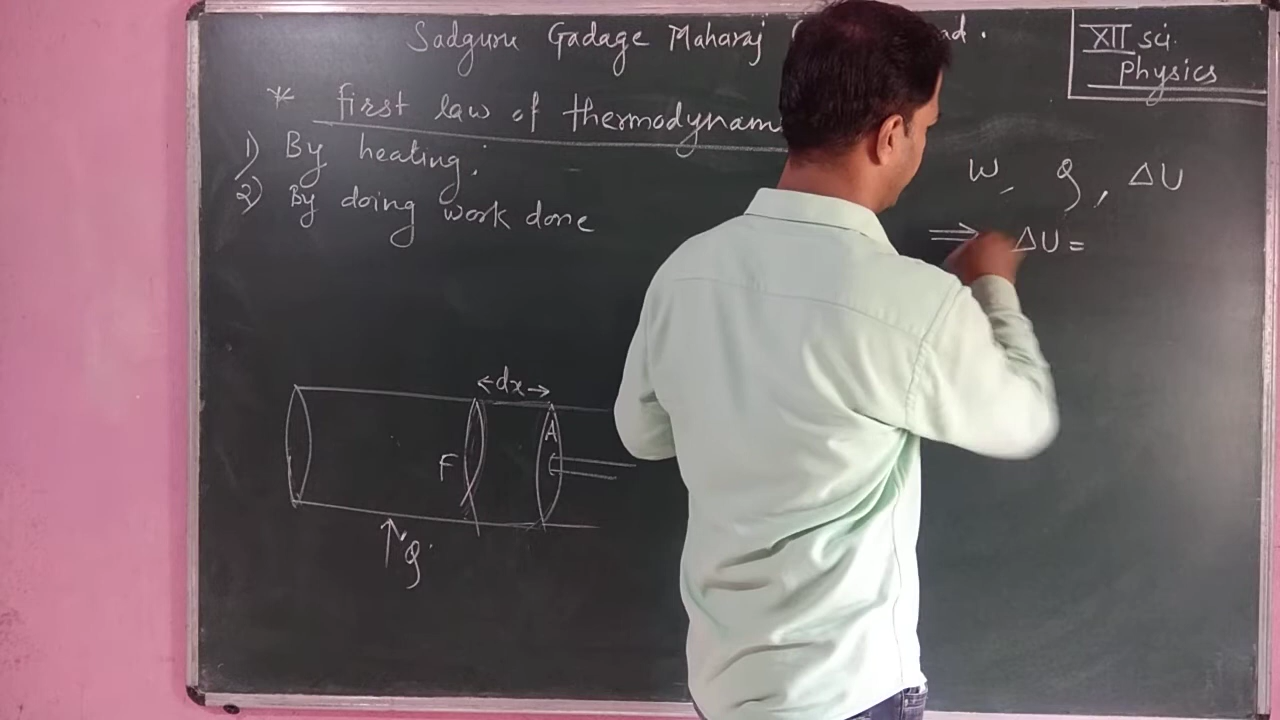 Sadguru Gadage Maharaj
XII sci.
Physics
* first law of thermodynam
1) By heating.
2) By doing work done
W, Q, ΔU
⇒ ΔU =
←dx→
A
F
↑Q